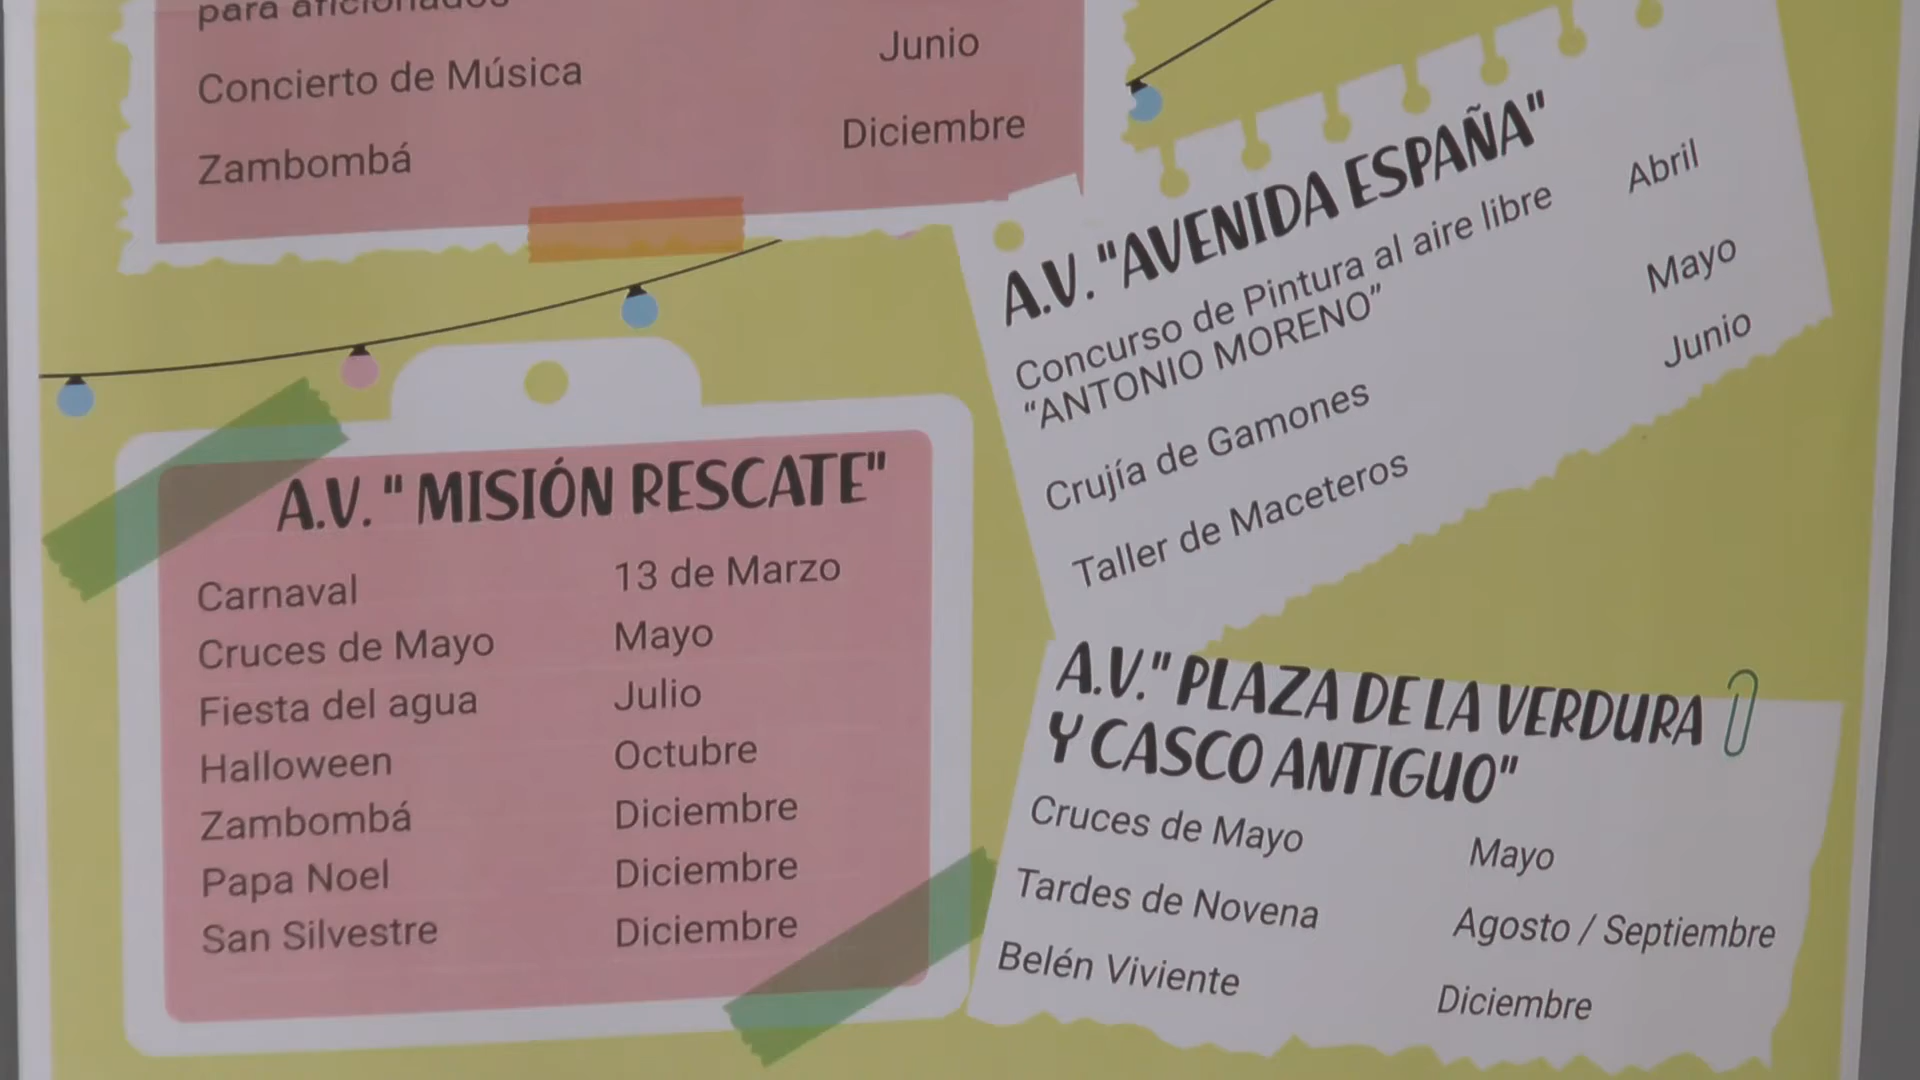 para aficionados
Concierto de Música Junio
Zambombá Diciembre
A.V. "AVENIDA ESPAÑA"
Concurso de Pintura al aire libre Abril
“ANTONIO MORENO”
Crujía de Gamones Mayo
Taller de Maceteros Junio
A.V. " MISIÓN RESCATE"
Carnaval 13 de Marzo
Cruces de Mayo Mayo
Fiesta del agua Julio
Halloween Octubre
Zambombá Diciembre
Papa Noel Diciembre
San Silvestre Diciembre
A.V." PLAZA DE LA VERDURA
Y CASCO ANTIGUO"
Cruces de Mayo Mayo
Tardes de Novena Agosto / Septiembre
Belén Viviente Diciembre